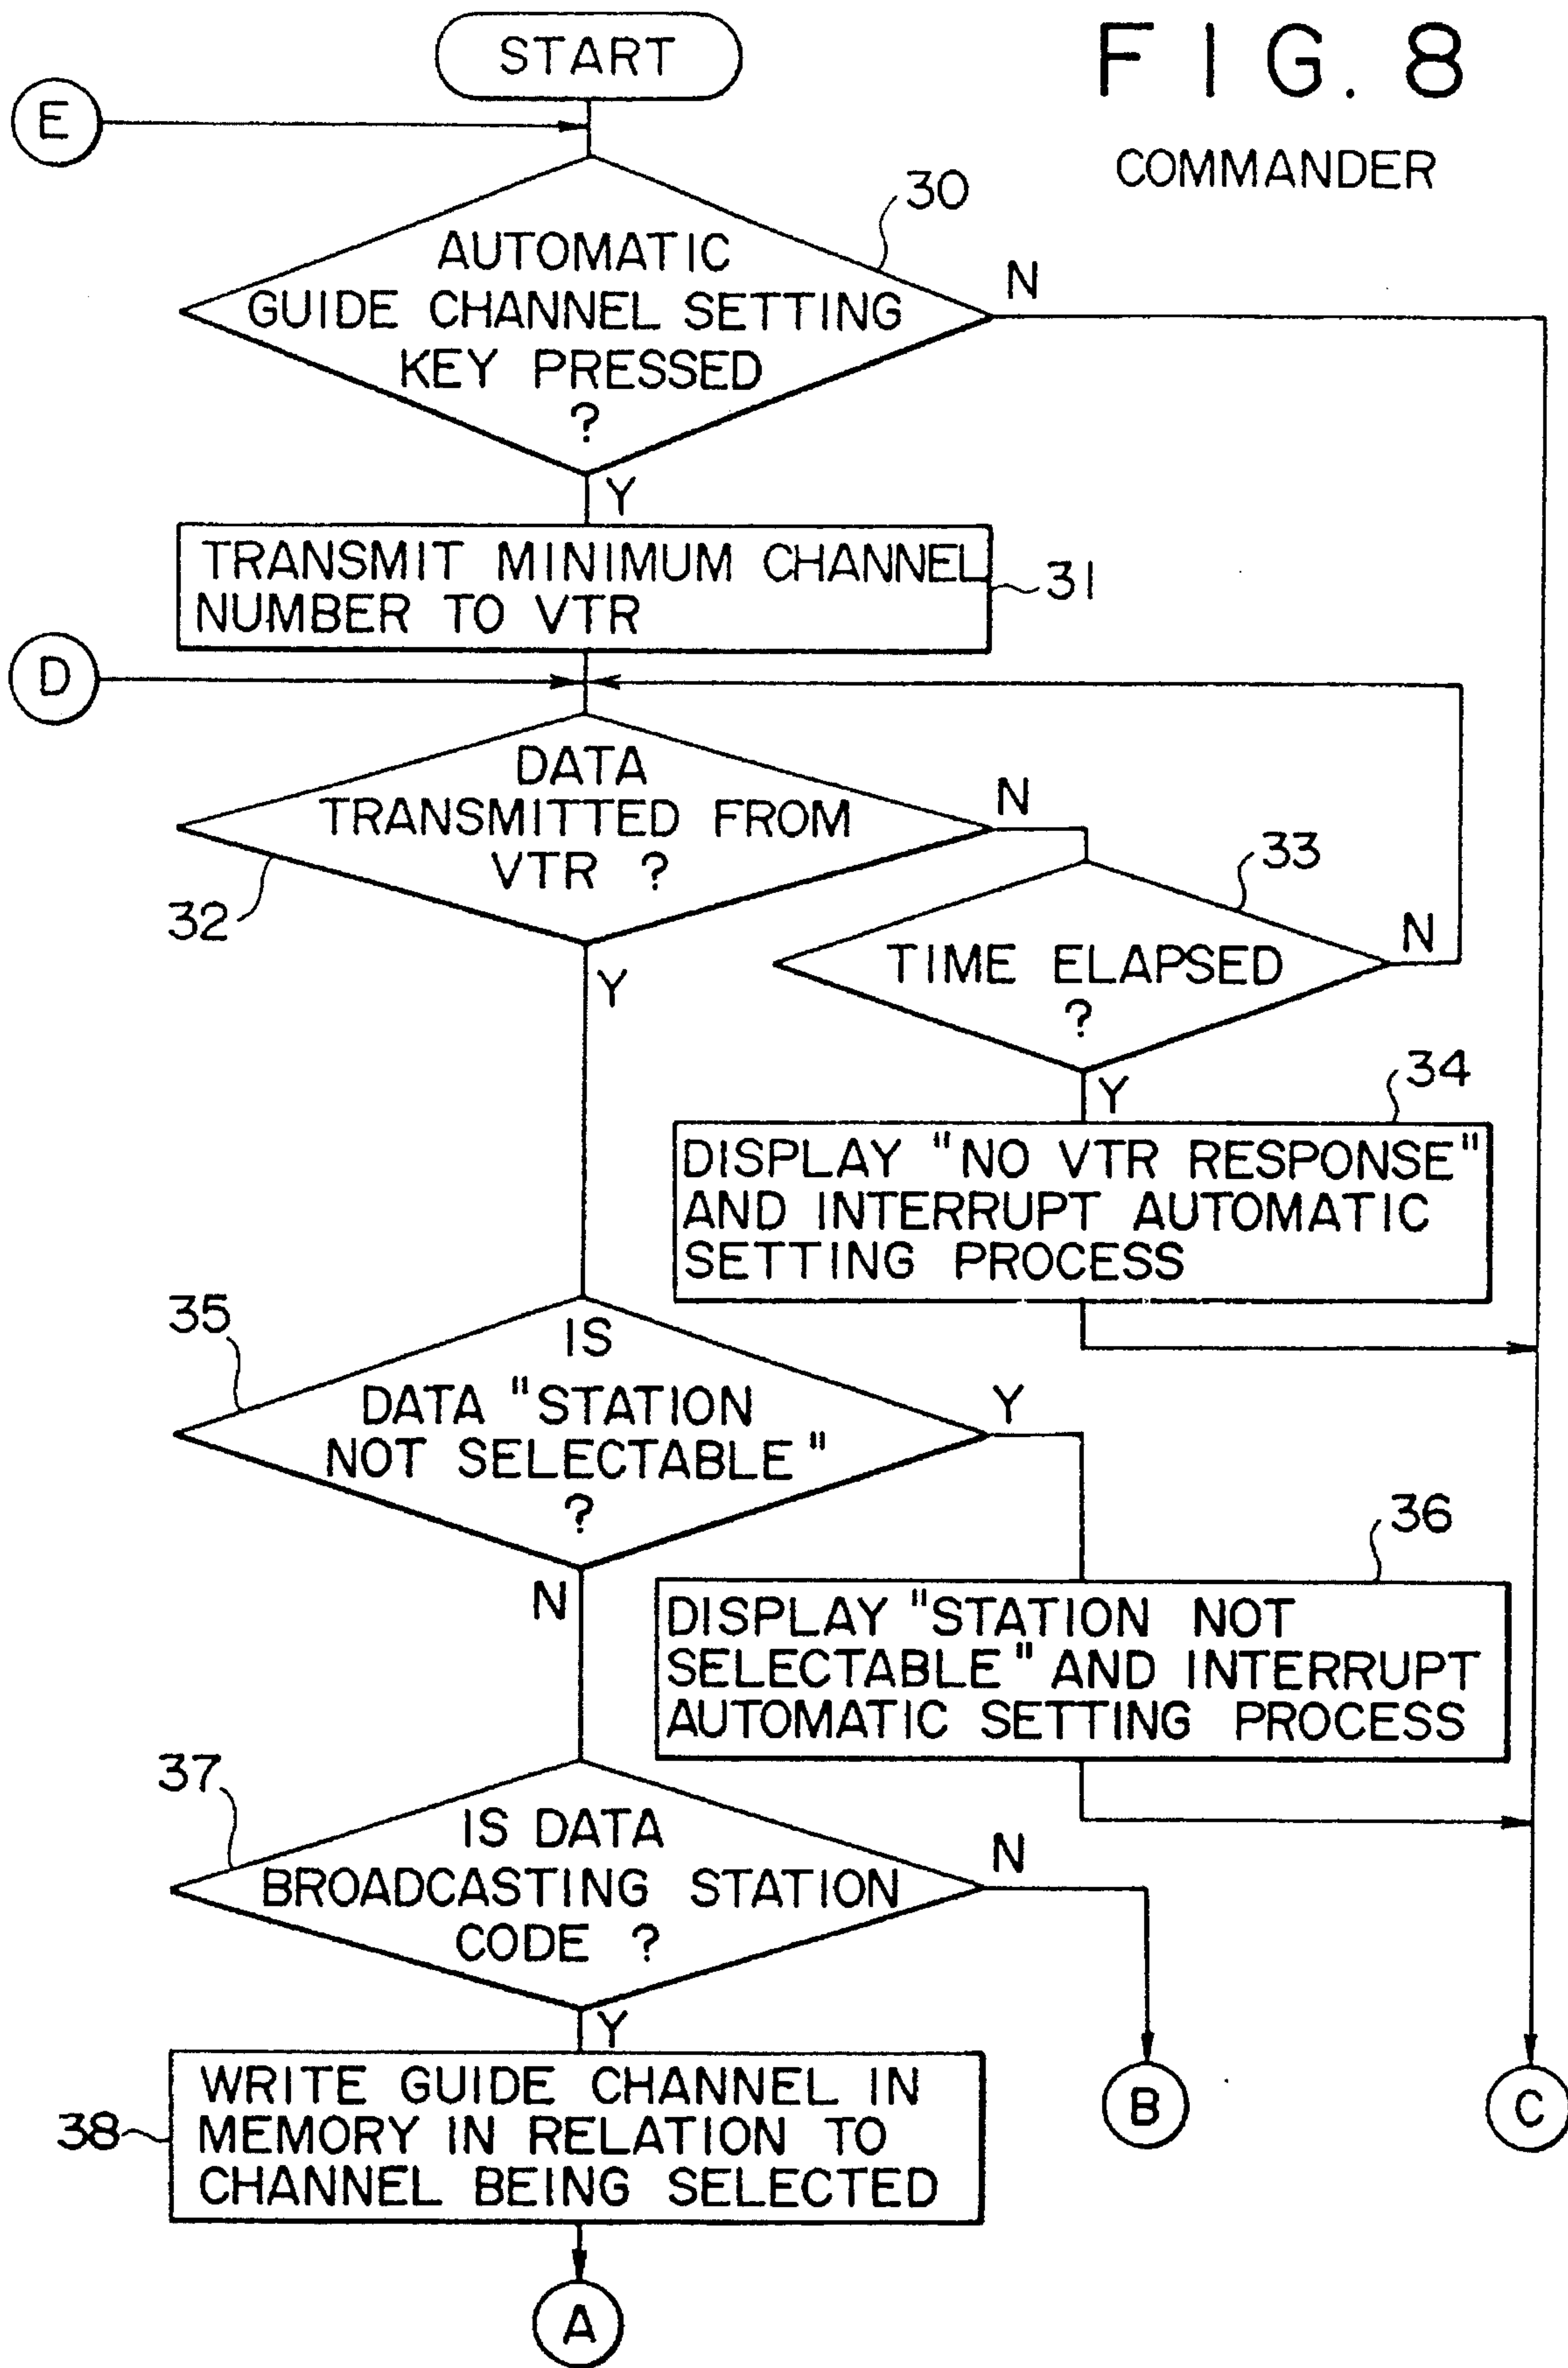 FIG. 8
COMMANDER
START
E
30
AUTOMATIC
GUIDE CHANNEL SETTING
KEY PRESSED
?
N
Y
TRANSMIT MINIMUM CHANNEL
NUMBER TO VTR
31
D
DATA
TRANSMITTED FROM
VTR ?
N
32
Y
33
TIME ELAPSED
?
N
Y
34
DISPLAY "NO VTR RESPONSE"
AND INTERRUPT AUTOMATIC
SETTING PROCESS
35
IS
DATA "STATION
NOT SELECTABLE"
?
Y
N
36
DISPLAY "STATION NOT
SELECTABLE" AND INTERRUPT
AUTOMATIC SETTING PROCESS
37
IS DATA
BROADCASTING STATION
CODE ?
N
Y
38
WRITE GUIDE CHANNEL IN
MEMORY IN RELATION TO
CHANNEL BEING SELECTED
B
C
A